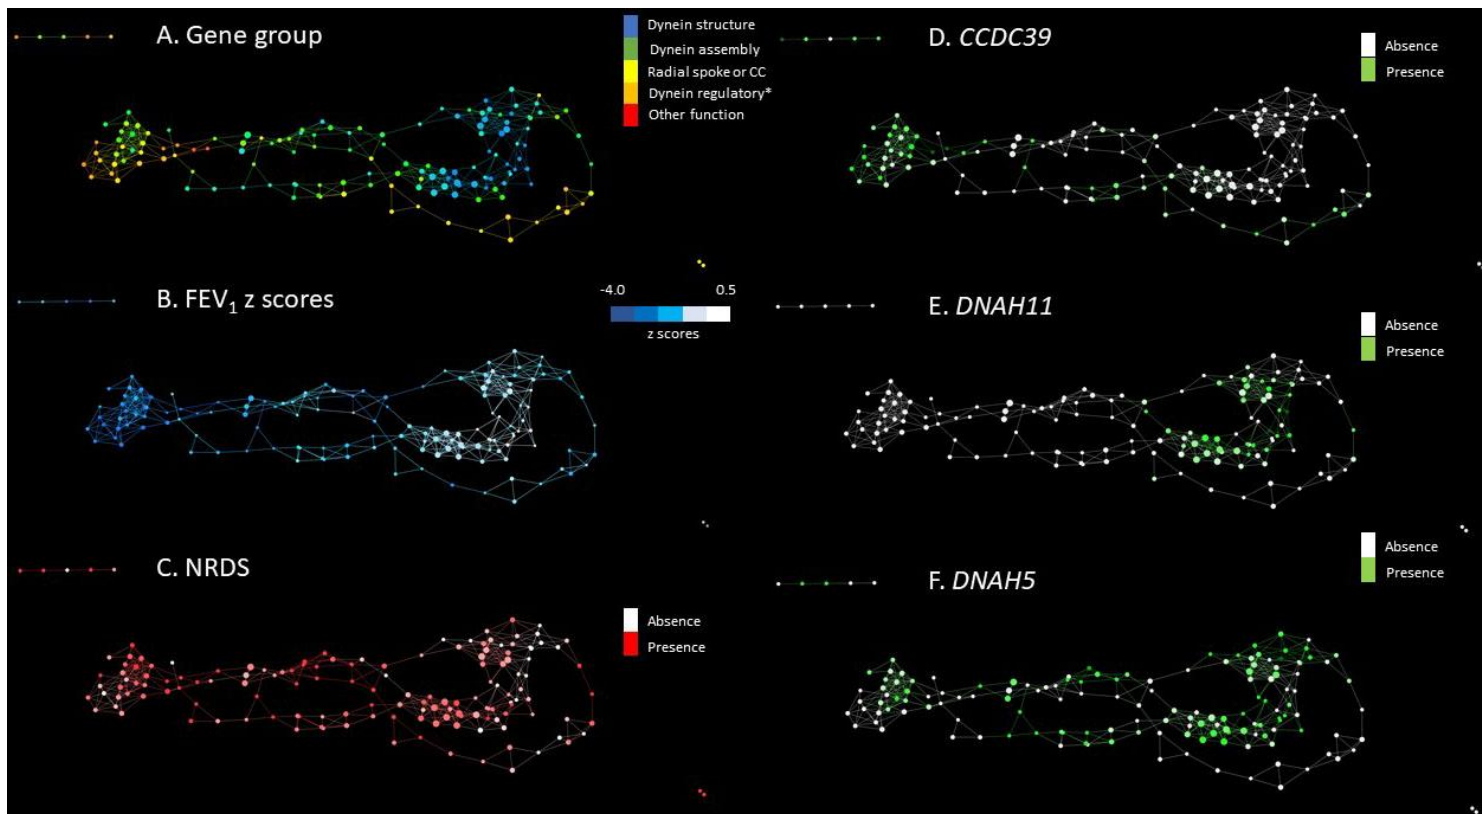 A. Gene group
Dynein structure
Dynein assembly
Radial spoke or CC
Dynein regulatory*
Other function
B. FEV1 z scores
-4.0 0.5
z scores
C. NRDS
Absence
Presence
D. CCDC39
Absence
Presence
E. DNAH11
Absence
Presence
F. DNAH5
Absence
Presence